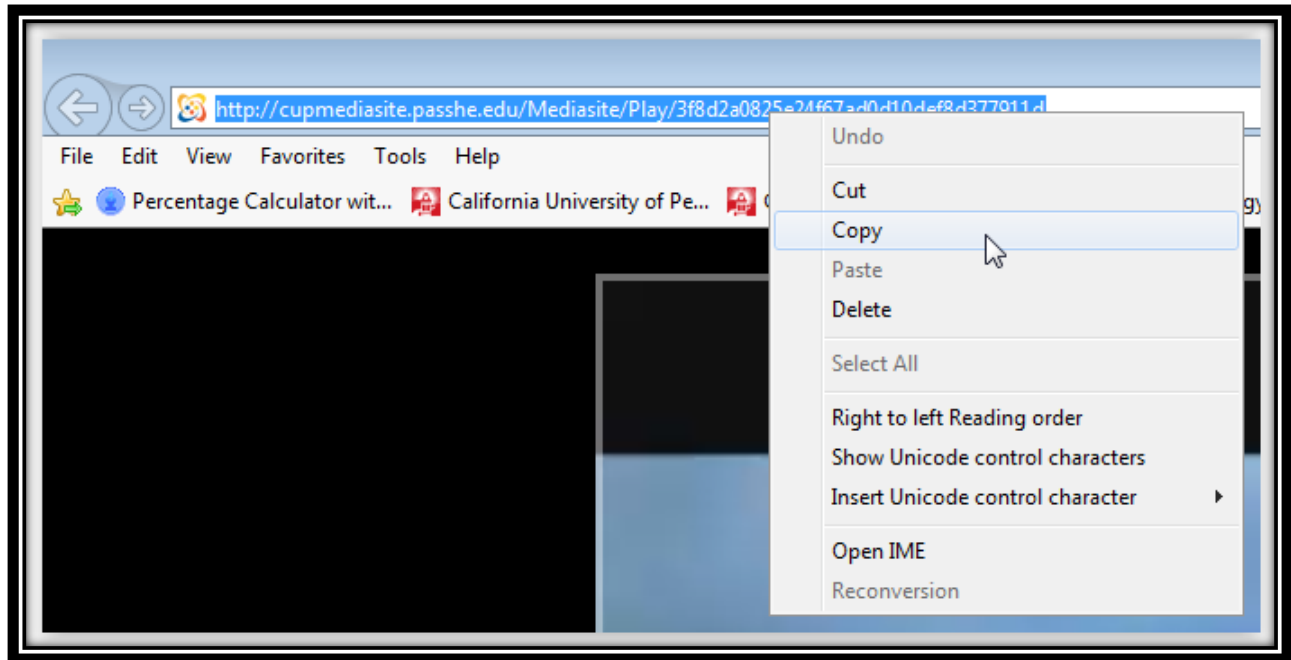 http://cupmediasite.passhe.edu/Mediasite/Play/3f8d2a0825e24f67ad0d10def8d377911d
File Edit View Favorites Tools Help
Percentage Calculator wit... California University of Pe...
Undo
Cut
Copy
Paste
Delete
Select All
Right to left Reading order
Show Unicode control characters
Insert Unicode control character
Open IME
Reconversion